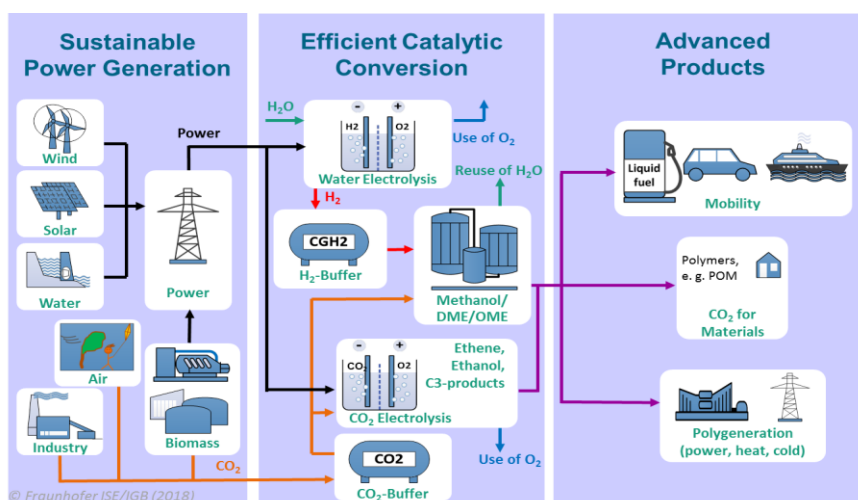 Sustainable
Power Generation
Wind
Solar
Water
Power
Power
Air
Industry
Biomass
CO₂
© Fraunhofer ISE/IGB (2018)
Efficient Catalytic
Conversion
H₂O
- +
H2 O2
Water Electrolysis
Use of O₂
Reuse of H₂O
H₂
CGH2
H₂-Buffer
Methanol/
DME/OME
- +
CO₂ O2
Ethene,
Ethanol,
C3-products
CO₂ Electrolysis
CO2
CO₂-Buffer
Use of O₂
Advanced
Products
Liquid
fuel
Mobility
Polymers,
e. g. POM
CO₂ for
Materials
Polygeneration
(power, heat, cold)